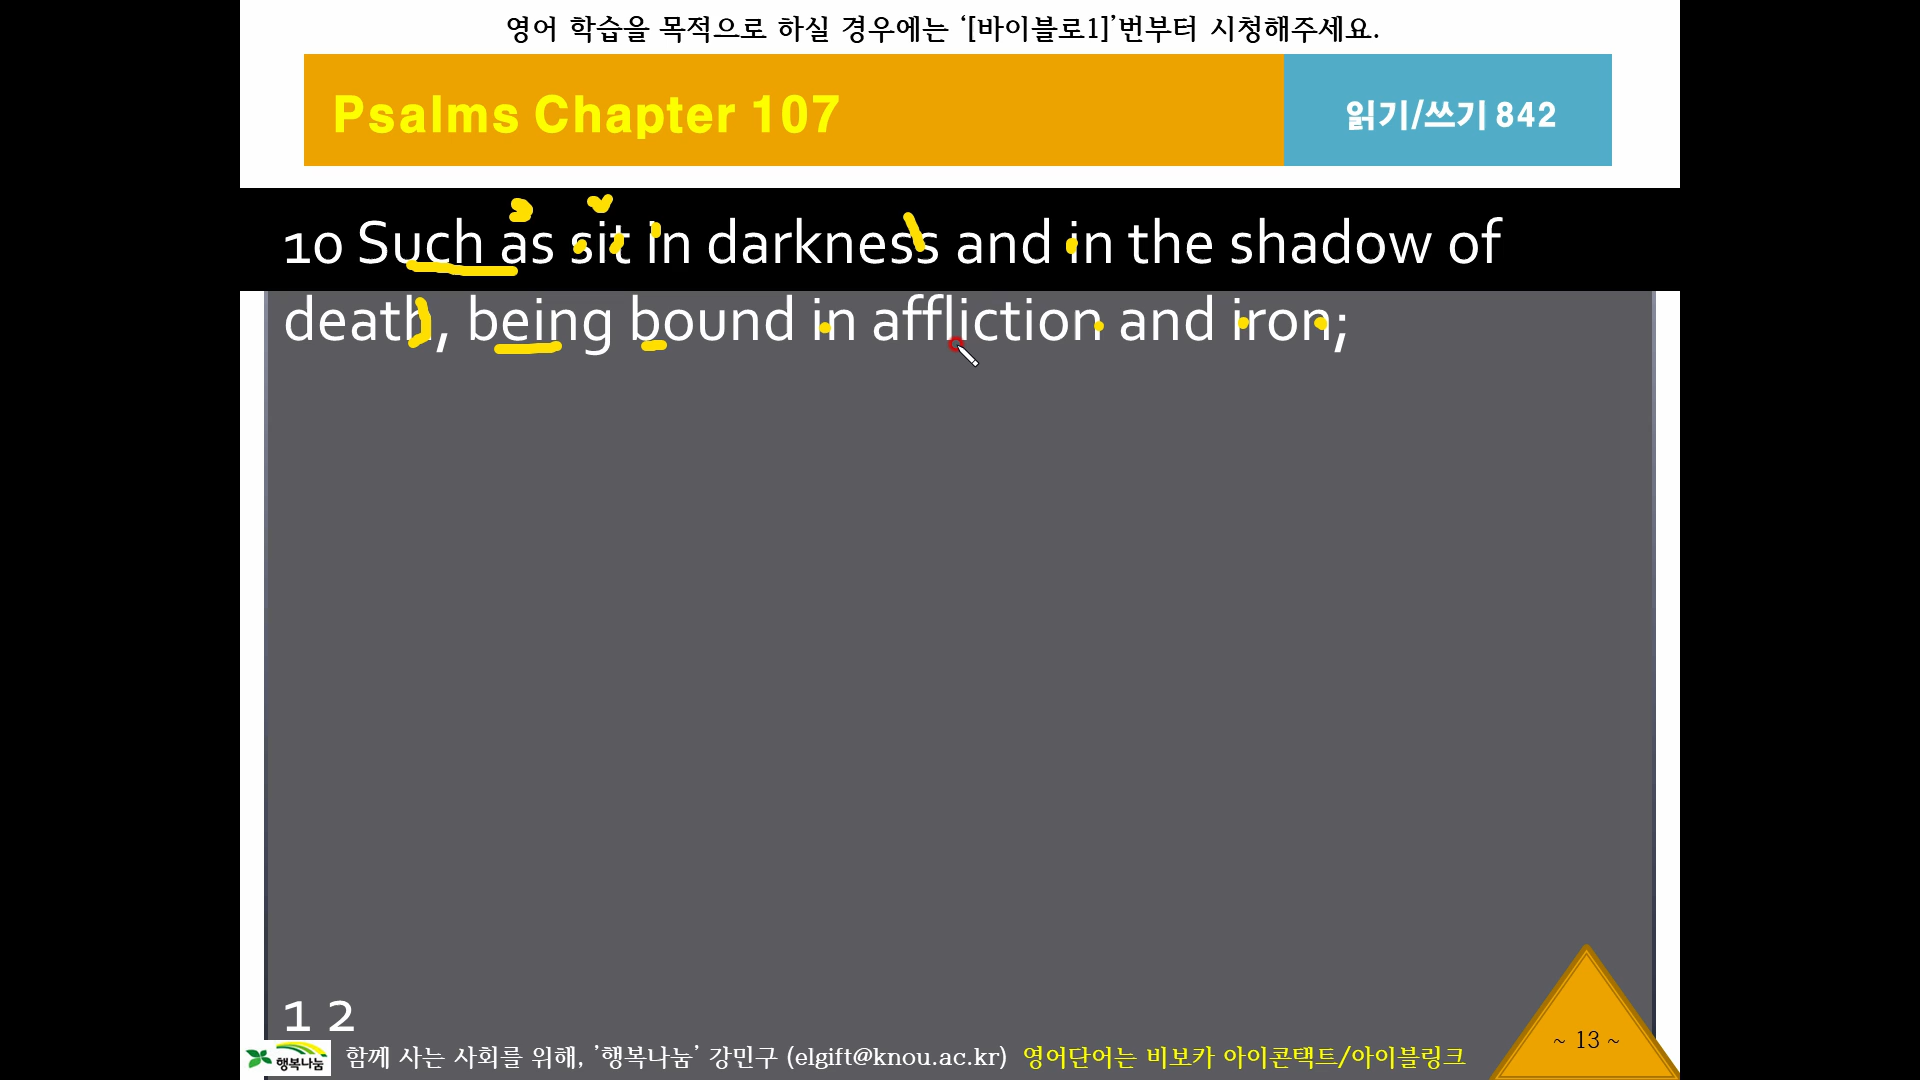 영어 학습을 목적으로 하실 경우에는 ‘[바이블로1]’번부터 시청해주세요.
Psalms Chapter 107
읽기/쓰기 842
10 Such as sit in darkness and in the shadow of
death, being bound in affliction and iron;
1 2
~ 13 ~
행복나눔
함께 사는 사회를 위해, ’행복나눔’ 강민구 (elgift@knou.ac.kr) 영어단어는 비보카 아이콘택트/아이블링크